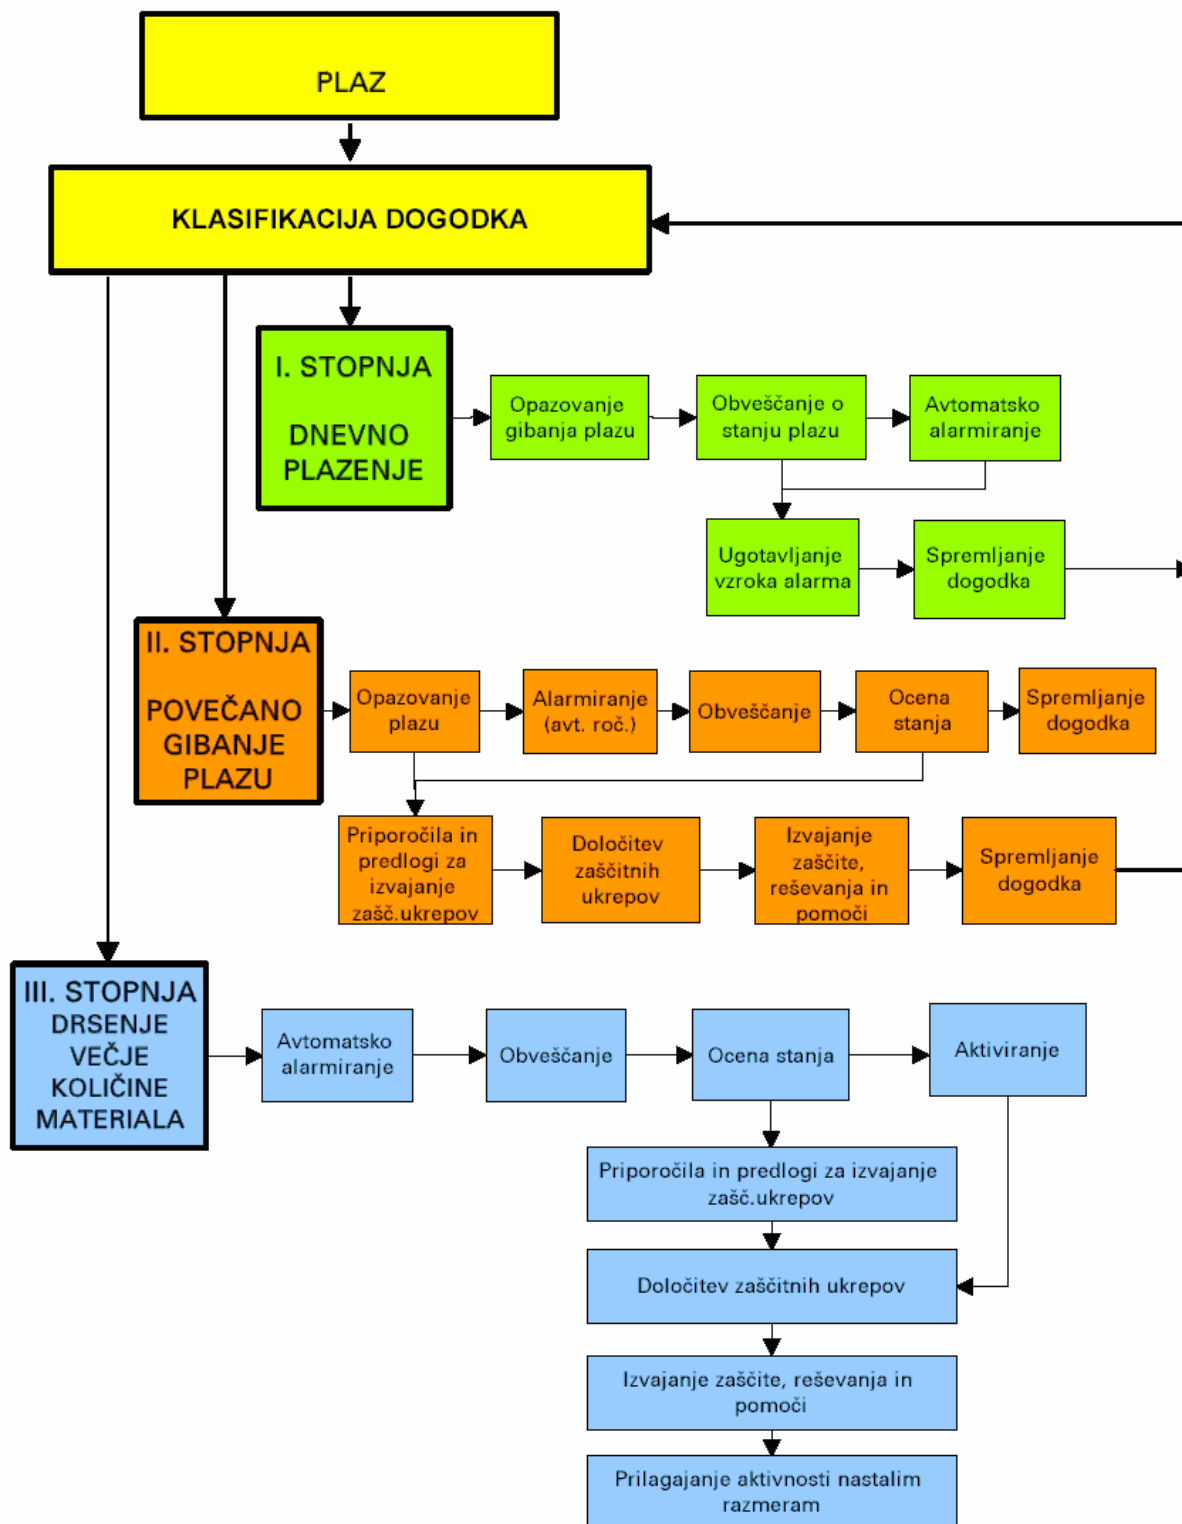 PLAZ
KLASIFIKACIJA DOGODKA
I. STOPNJA
DNEVNO
PLAZENJE
Opazovanje
gibanja plazu
Obveščanje o
stanju plazu
Avtomatsko
alarmiranje
Ugotavljanje
vzroka alarma
Spremljanje
dogodka
II. STOPNJA
POVEČANO
GIBANJE
PLAZU
Opazovanje
plazu
Alarmiranje
(avt. roč.)
Obveščanje
Ocena
stanja
Spremljanje
dogodka
Priporočila in
predlogi za
izvajanje
zašč.ukrepov
Določitev
zaščitnih
ukrepov
Izvajanje
zaščite,
reševanja in
pomoči
Spremljanje
dogodka
III. STOPNJA
DRSENJE
VEČJE
KOLIČINE
MATERIALA
Avtomatsko
alarmiranje
Obveščanje
Ocena stanja
Aktiviranje
Priporočila in predlogi za izvajanje
zašč.ukrepov
Določitev zaščitnih ukrepov
Izvajanje zaščite, reševanja in
pomoči
Prilagajanje aktivnosti nastalim
razmeram